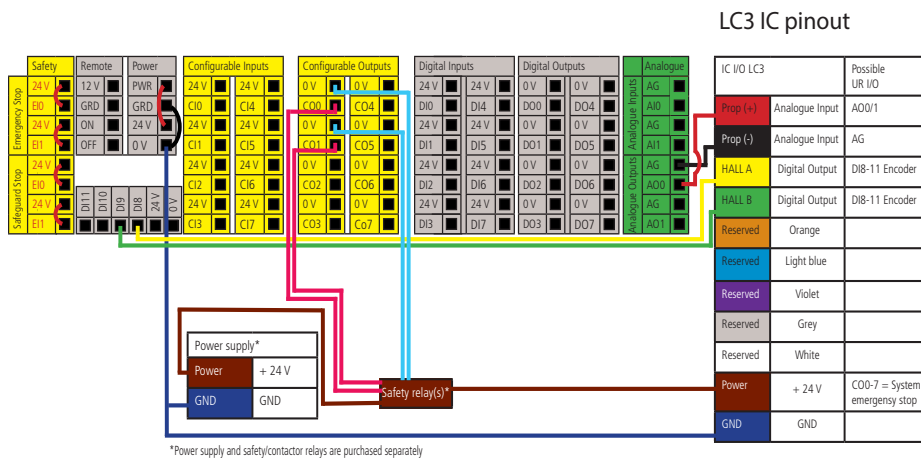 LC3 IC pinout
Safety
Remote
Power
Configurable Inputs
Configurable Outputs
Digital Inputs
Digital Outputs
Analogue
Emergency Stop
24 V
EI0
24 V
EI1
Safeguard Stop
24 V
EI0
24 V
EI1
12 V
GRD
ON
OFF
PWR
GRD
24 V
0 V
DI11
DI10
DI9
DI8
24 V
0 V
24 V 24 V
CI0 CI4
24 V 24 V
CI1 CI5
24 V 24 V
CI2 CI6
24 V 24 V
CI3 CI7
0 V 0 V
CO0 CO4
0 V 0 V
CO1 CO5
0 V 0 V
CO2 CO6
0 V 0 V
CO3 Co7
24 V 24 V
DI0 DI4
24 V 24 V
DI1 DI5
24 V 24 V
DI2 DI6
24 V 24 V
DI3 DI7
0 V 0 V
DO0 DO4
0 V 0 V
DO1 DO5
0 V 0 V
DO2 DO6
0 V 0 V
DO3 DO7
Analogue Inputs
AG
AI0
AG
AI1
Analogue Outputs
AG
AO0
AG
AO1
IC I/O LC3 Possible
UR I/O
Prop (+) Analogue Input AO0/1
Prop (-) Analogue Input AG
HALL A Digital Output DI8-11 Encoder
HALL B Digital Output DI8-11 Encoder
Reserved Orange
Reserved Light blue
Reserved Violet
Reserved Grey
Reserved White
Power + 24 V CO0-7 = System
emergensy stop
GND GND
Power supply*
Power + 24 V
GND GND
Safety relay(s)*
*Power supply and safety/contactor relays are purchased separately